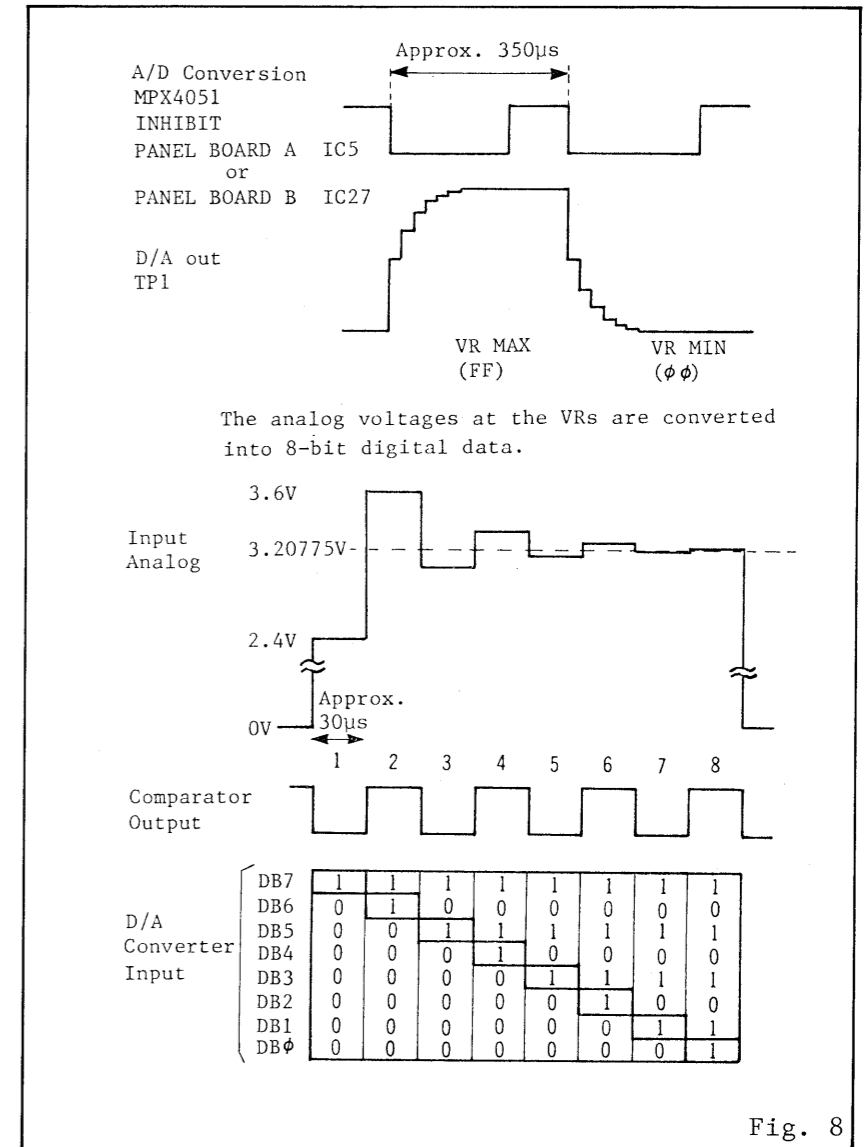 Approx. 350µs
A/D Conversion
MPX4051
INHIBIT
PANEL BOARD A IC5
or
PANEL BOARD B IC27
D/A out
TP1
VR MAX
(FF)
VR MIN
(ϕϕ)
The analog voltages at the VRs are converted
into 8-bit digital data.
3.6V
Input
Analog
3.20775V
2.4V
Approx.
30µs
0V
1 2 3 4 5 6 7 8
Comparator
Output
D/A
Converter
Input
DB7 1 1 1 1 1 1 1 1
DB6 0 1 0 0 0 0 0 0
DB5 0 0 1 1 1 1 1 1
DB4 0 0 0 1 0 0 0 0
DB3 0 0 0 0 1 1 1 1
DB2 0 0 0 0 0 1 0 0
DB1 0 0 0 0 0 0 1 1
DBϕ 0 0 0 0 0 0 0 1
Fig. 8